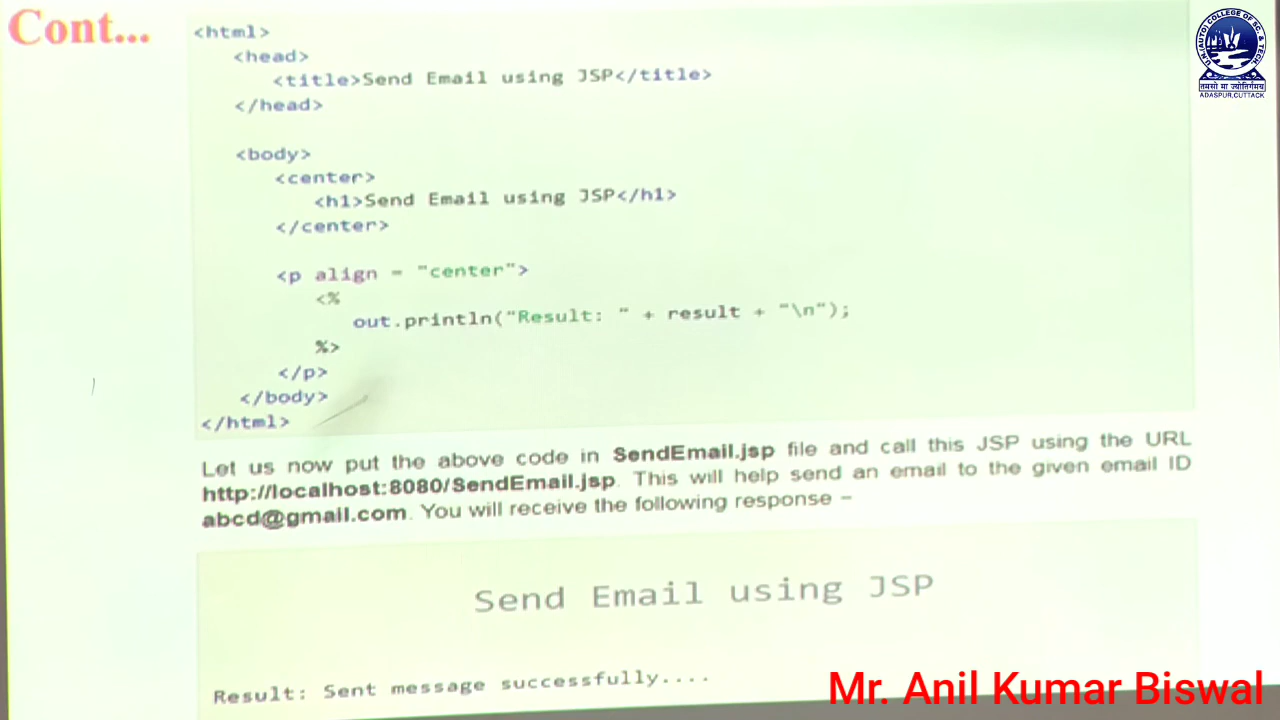 Cont...
<html>
<head>
<title>Send Email using JSP</title>
</head>
<body>
<center>
<h1>Send Email using JSP</h1>
</center>
<p align = "center">
<%
out.println("Result: " + result + "\n");
%>
</p>
</body>
</html>
Let us now put the above code in SendEmail.jsp file and call this JSP using the URL
http://localhost:8080/SendEmail.jsp. This will help send an email to the given email ID
abcd@gmail.com. You will receive the following response –
Send Email using JSP
Result: Sent message successfully....
Mr. Anil Kumar Biswal
तमसो मा ज्योतिर्गमय
ADASPUR,CUTTACK